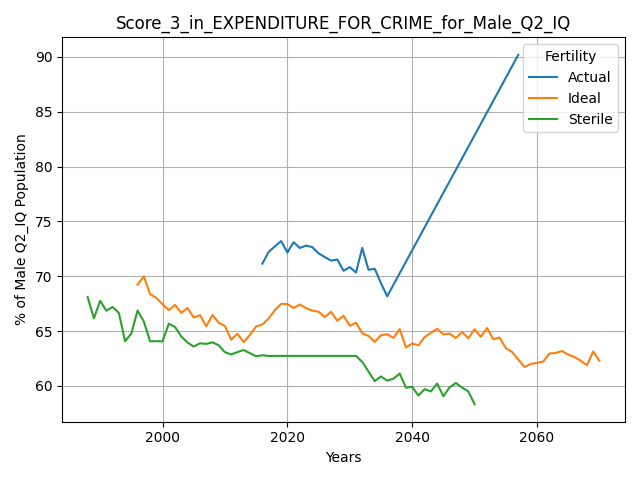 Score_3_in_EXPENDITURE_FOR_CRIME_for_Male_Q2_IQ
% of Male Q2_IQ Population
90
85
80
75
70
65
60
2000
2020
2040
2060
Years
Fertility
Actual
Ideal
Sterile